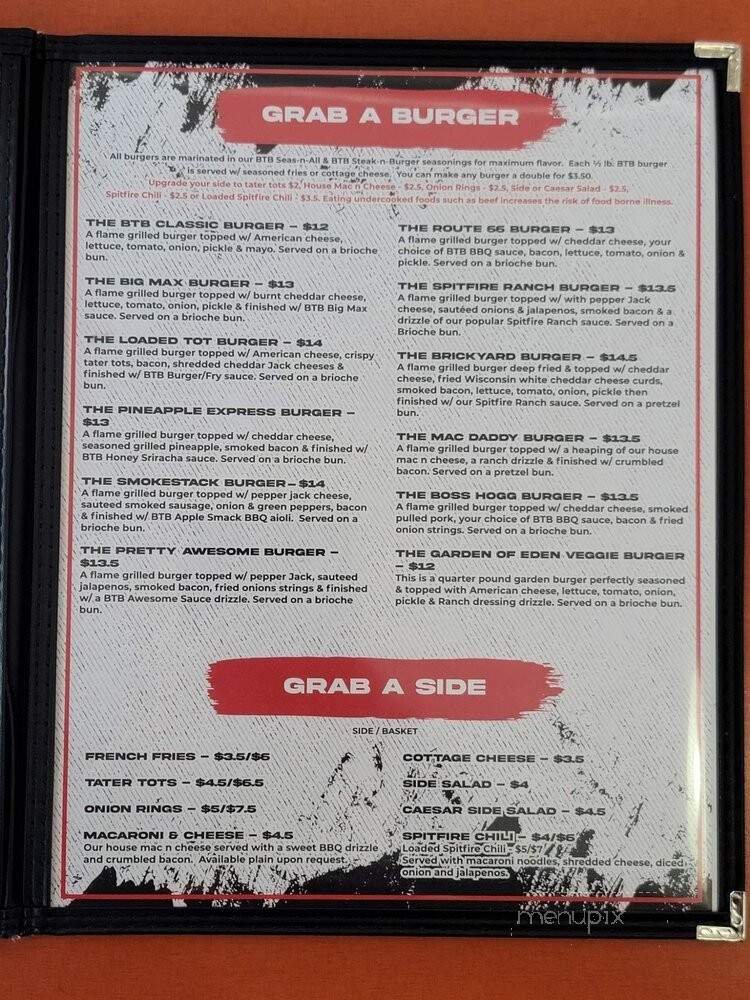 GRAB A BURGER
All burgers are marinated in our BTB Seas-n-All & BTB Steak-n-Burger seasonings for maximum flavor. Each ½ lb. BTB burger
is served w/ seasoned fries or cottage cheese. You can make any burger a double for $3.50.
Upgrade your side to tater tots $2, House Mac n Cheese - $2.5, Onion Rings - $2.5, Side or Caesar Salad - $2.5,
Spitfire Chili - $2.5 or Loaded Spitfire Chili - $3.5. Eating undercooked foods such as beef increases the risk of food borne illness.
THE BTB CLASSIC BURGER – $12
A flame grilled burger topped w/ American cheese,
lettuce, tomato, onion, pickle & mayo. Served on a brioche
bun.
THE BIG MAX BURGER – $13
A flame grilled burger topped w/ burnt cheddar cheese,
lettuce, tomato, onion, pickle & finished w/ BTB Big Max
sauce. Served on a brioche bun.
THE LOADED TOT BURGER – $14
A flame grilled burger topped w/ American cheese, crispy
tater tots, bacon, shredded cheddar Jack cheeses &
finished w/ BTB Burger/Fry sauce. Served on a brioche
bun.
THE PINEAPPLE EXPRESS BURGER –
$13
A flame grilled burger topped w/ cheddar cheese,
seasoned grilled pineapple, smoked bacon & finished w/
BTB Honey Sriracha sauce. Served on a brioche bun.
THE SMOKESTACK BURGER– $14
A flame grilled burger topped w/ pepper jack cheese,
sauteed smoked sausage, onion & green peppers, bacon
& finished w/ BTB Apple Smack BBQ aioli. Served on a
brioche bun.
THE PRETTY AWESOME BURGER –
$13.5
A flame grilled burger topped w/ pepper Jack, sauteed
jalapenos, smoked bacon, fried onions strings & finished
w/ a BTB Awesome Sauce drizzle. Served on a brioche
bun.
THE ROUTE 66 BURGER – $13
A flame grilled burger topped w/ cheddar cheese, your
choice of BTB BBQ sauce, bacon, lettuce, tomato, onion &
pickle. Served on a brioche bun.
THE SPITFIRE RANCH BURGER – $13.5
A flame grilled burger topped w/ with pepper Jack
cheese, sautéed onions & jalapenos, smoked bacon & a
drizzle of our popular Spitfire Ranch sauce. Served on a
Brioche bun.
THE BRICKYARD BURGER – $14.5
A flame grilled burger deep fried & topped w/ cheddar
cheese, fried Wisconsin white cheddar cheese curds,
smoked bacon, lettuce, tomato, onion, pickle then
finished w/ our Spitfire Ranch sauce. Served on a pretzel
bun.
THE MAC DADDY BURGER – $13.5
A flame grilled burger topped w/ a heaping of our house
mac n cheese, a ranch drizzle & finished w/ crumbled
bacon. Served on a pretzel bun.
THE BOSS HOGG BURGER – $13.5
A flame grilled burger topped w/ cheddar cheese, smoked
pulled pork, your choice of BTB BBQ sauce, bacon & fried
onion strings. Served on a brioche bun.
THE GARDEN OF EDEN VEGGIE BURGER
– $12
This is a quarter pound garden burger perfectly seasoned
& topped with American cheese, lettuce, tomato, onion,
pickle & Ranch dressing drizzle. Served on a brioche bun.
GRAB A SIDE
SIDE / BASKET
FRENCH FRIES – $3.5/$6
TATER TOTS – $4.5/$6.5
ONION RINGS – $5/$7.5
MACARONI & CHEESE – $4.5
Our house mac n cheese served with a sweet BBQ drizzle
and crumbled bacon. Available plain upon request.
COTTAGE CHEESE – $3.5
SIDE SALAD – $4
CAESAR SIDE SALAD – $4.5
SPITFIRE CHILI – $4/$6
Loaded Spitfire Chili - $5/$7
Served with macaroni noodles, shredded cheese, diced
onion and jalapenos.
menupix